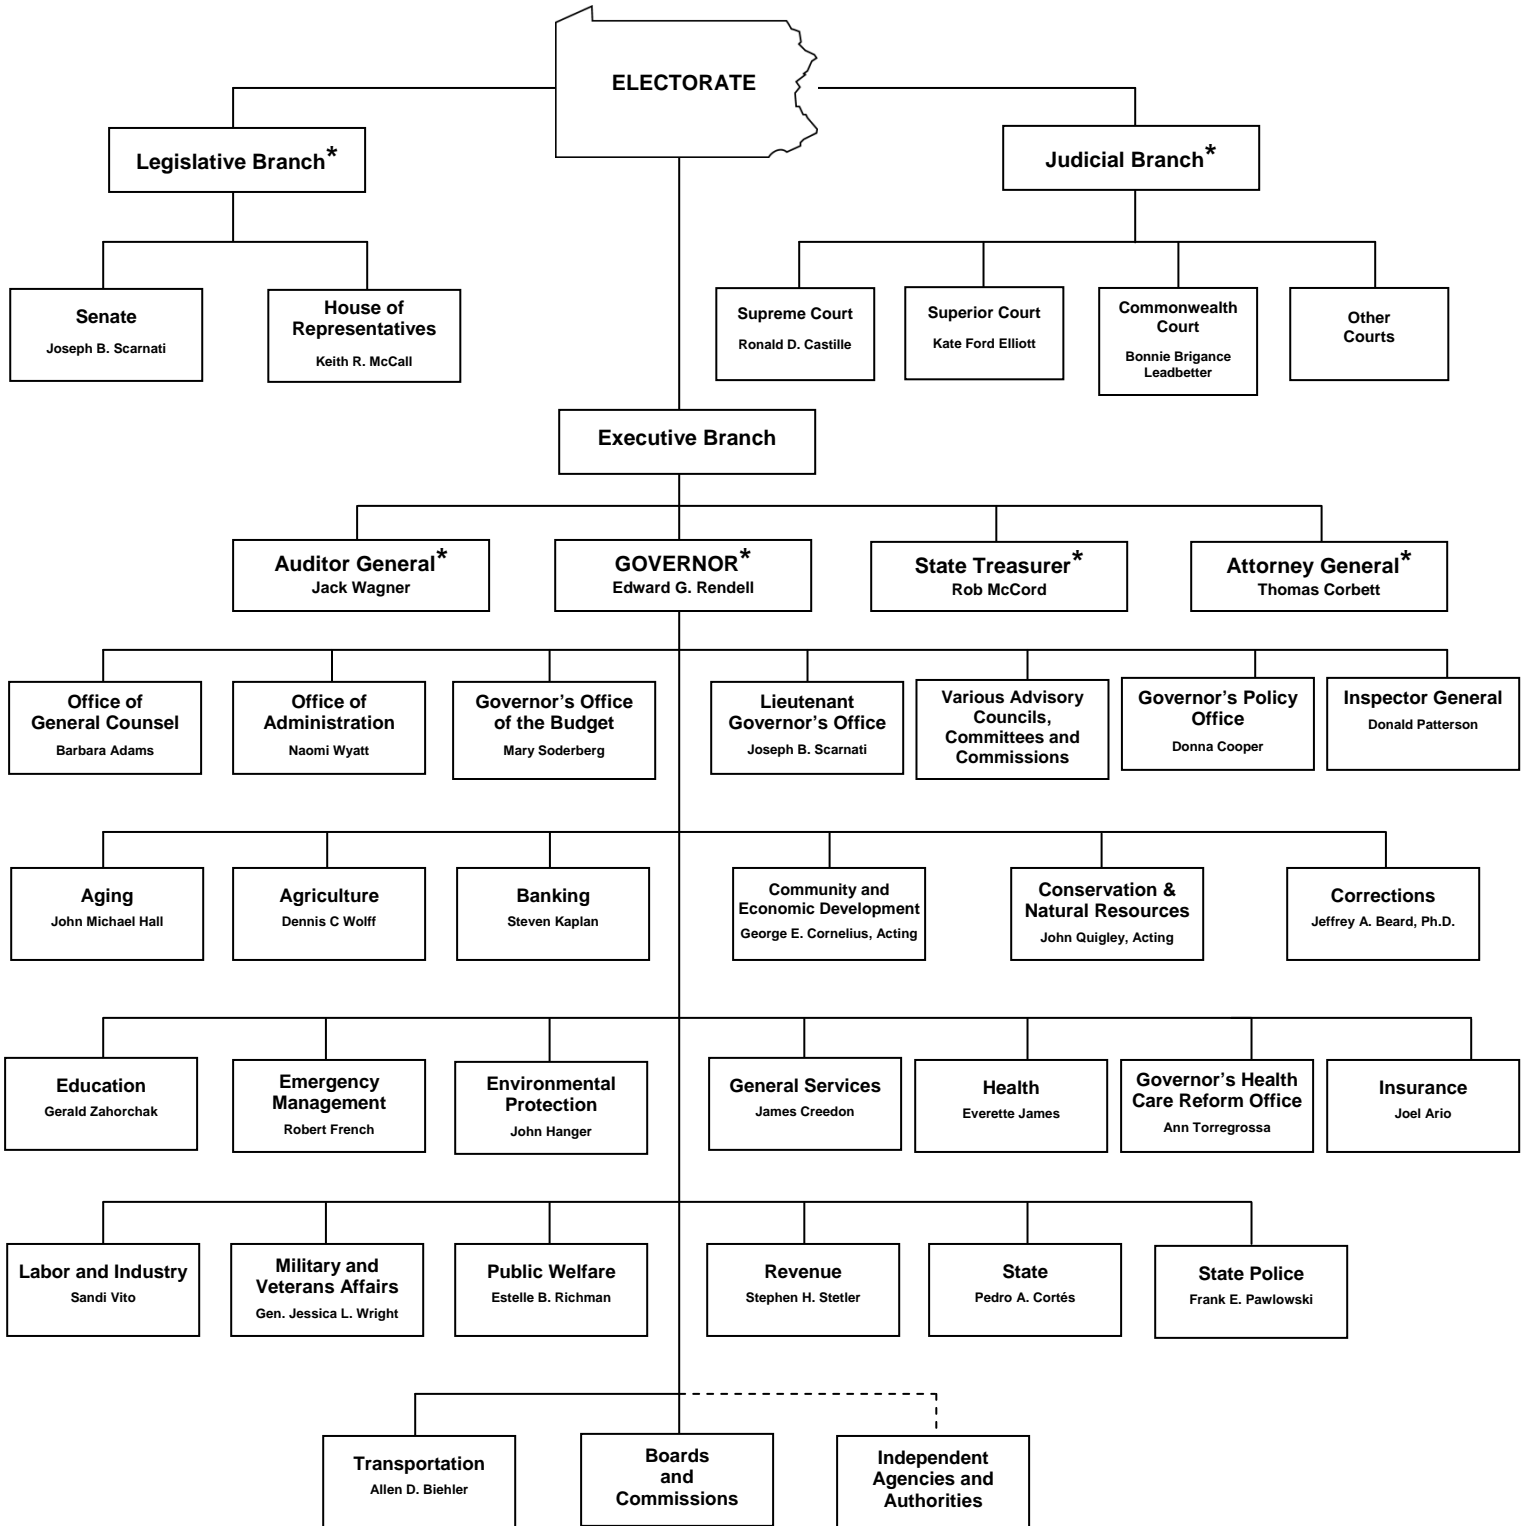 ELECTORATE
Legislative Branch*
Judicial Branch*
Senate
Joseph B. Scarnati
House of
Representatives
Keith R. McCall
Supreme Court
Ronald D. Castille
Superior Court
Kate Ford Elliott
Commonwealth
Court
Bonnie Brigance
Leadbetter
Other
Courts
Executive Branch
Auditor General*
Jack Wagner
GOVERNOR*
Edward G. Rendell
State Treasurer*
Rob McCord
Attorney General*
Thomas Corbett
Office of
General Counsel
Barbara Adams
Office of
Administration
Naomi Wyatt
Governor’s Office
of the Budget
Mary Soderberg
Lieutenant
Governor’s Office
Joseph B. Scarnati
Various Advisory
Councils,
Committees and
Commissions
Governor’s Policy
Office
Donna Cooper
Inspector General
Donald Patterson
Aging
John Michael Hall
Agriculture
Dennis C Wolff
Banking
Steven Kaplan
Community and
Economic Development
George E. Cornelius, Acting
Conservation &
Natural Resources
John Quigley, Acting
Corrections
Jeffrey A. Beard, Ph.D.
Education
Gerald Zahorchak
Emergency
Management
Robert French
Environmental
Protection
John Hanger
General Services
James Creedon
Health
Everette James
Governor’s Health
Care Reform Office
Ann Torregrossa
Insurance
Joel Ario
Labor and Industry
Sandi Vito
Military and
Veterans Affairs
Gen. Jessica L. Wright
Public Welfare
Estelle B. Richman
Revenue
Stephen H. Stetler
State
Pedro A. Cortés
State Police
Frank E. Pawlowski
Transportation
Allen D. Biehler
Boards
and
Commissions
Independent
Agencies and
Authorities